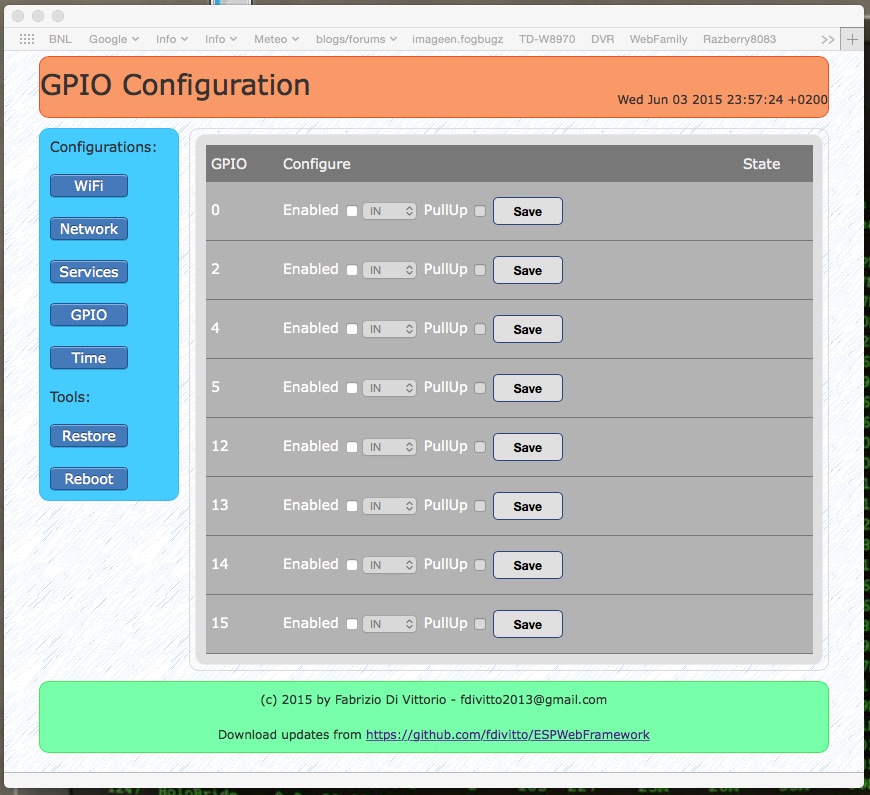 BNL Google Info Info Meteo blogs/forums imageen.fogbugz TD-W8970 DVR WebFamily Razberry8083
GPIO Configuration
Wed Jun 03 2015 23:57:24 +0200
Configurations:
WiFi
Network
Services
GPIO
Time
Tools:
Restore
Reboot
GPIO Configure State
0 Enabled IN PullUp Save
2 Enabled IN PullUp Save
4 Enabled IN PullUp Save
5 Enabled IN PullUp Save
12 Enabled IN PullUp Save
13 Enabled IN PullUp Save
14 Enabled IN PullUp Save
15 Enabled IN PullUp Save
(c) 2015 by Fabrizio Di Vittorio - fdivitto2013@gmail.com
Download updates from https://github.com/fdivitto/ESPWebFramework